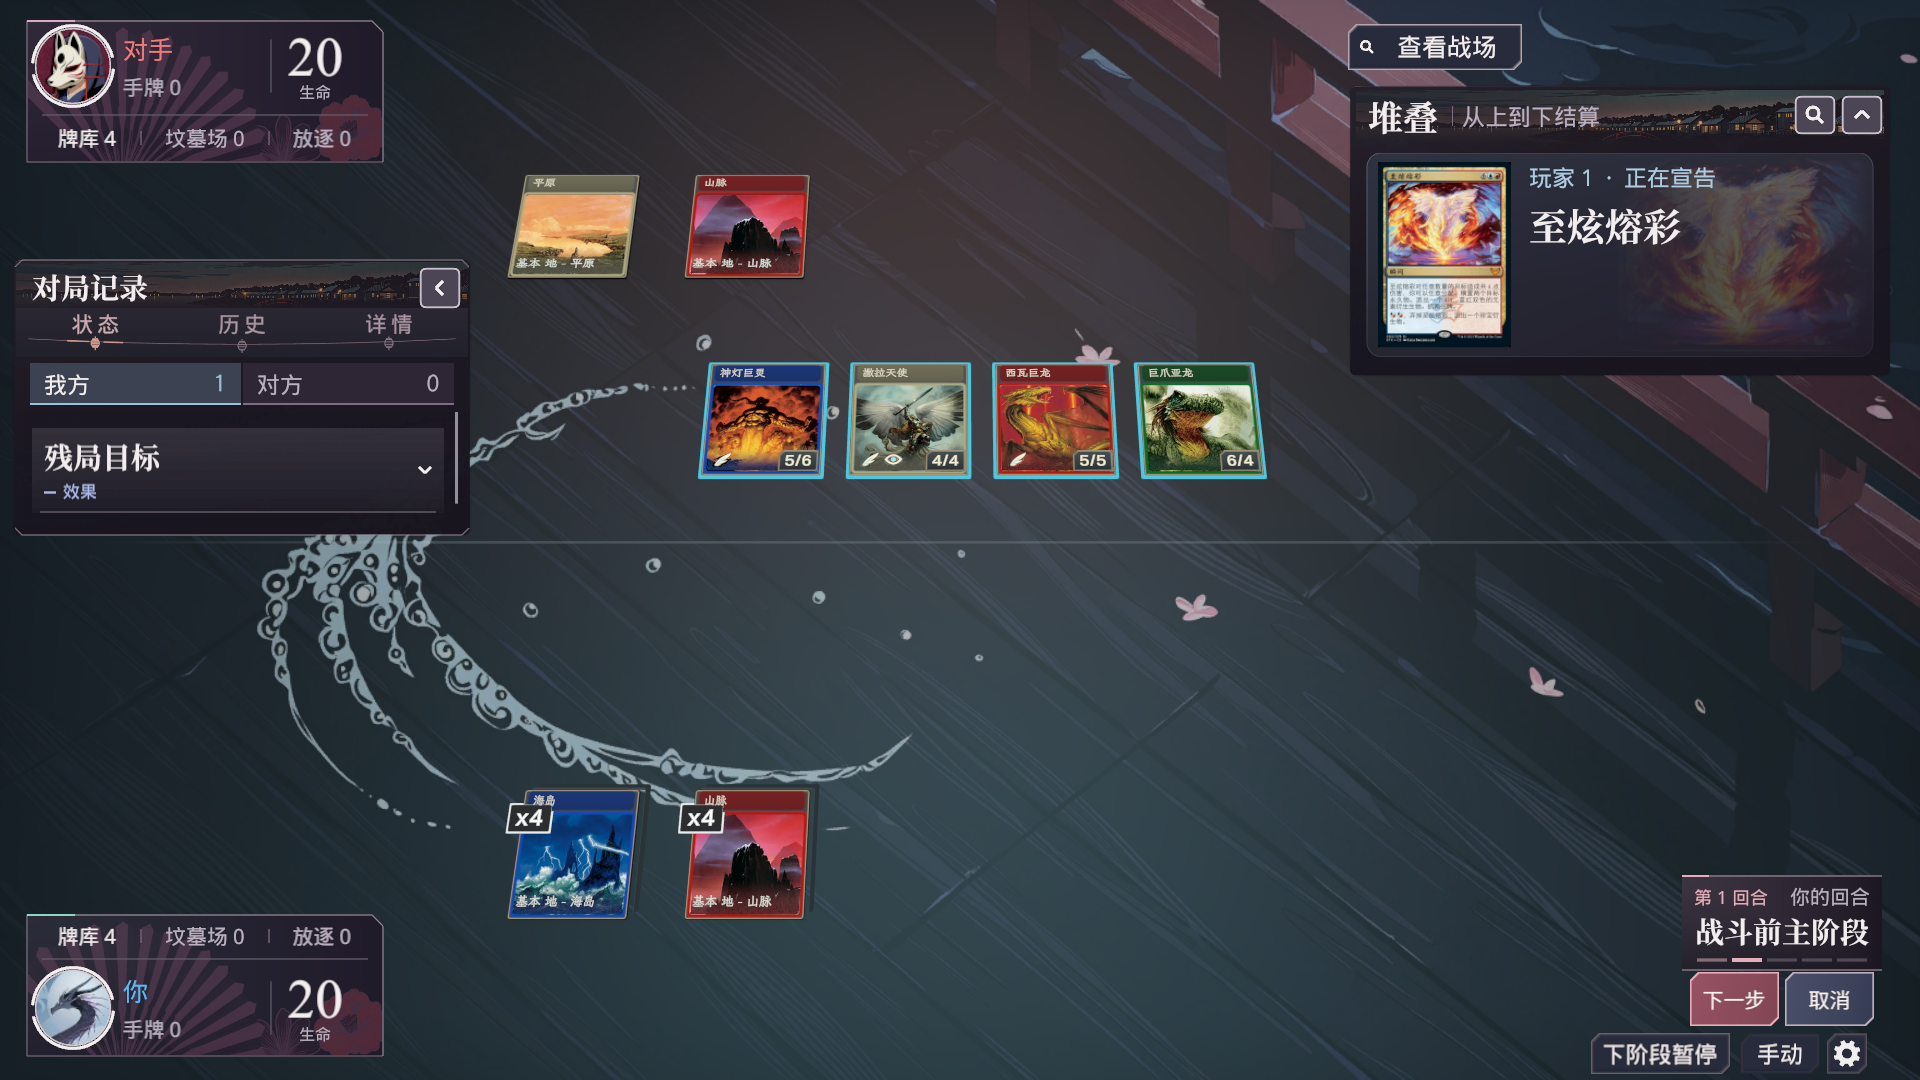 对手
手牌 0
20
生命
牌库 4
坟墓场 0
放逐 0
查看战场
堆叠
从上到下结算
玩家 1 · 正在宣告
至炫熔彩
至炫熔彩
瞬间
平原
基本 地 – 平原
山脉
基本 地 – 山脉
对局记录
状态
历史
详情
我方 1
对方 0
残局目标
– 效果
神灯巨灵
5/6
撒拉天使
4/4
西瓦巨龙
5/5
巨爪亚龙
6/4
海岛
x4
基本 地 – 海岛
山脉
x4
基本 地 – 山脉
牌库 4
坟墓场 0
放逐 0
你
手牌 0
20
生命
第 1 回合
你的回合
战斗前主阶段
下一步
取消
下阶段暂停
手动